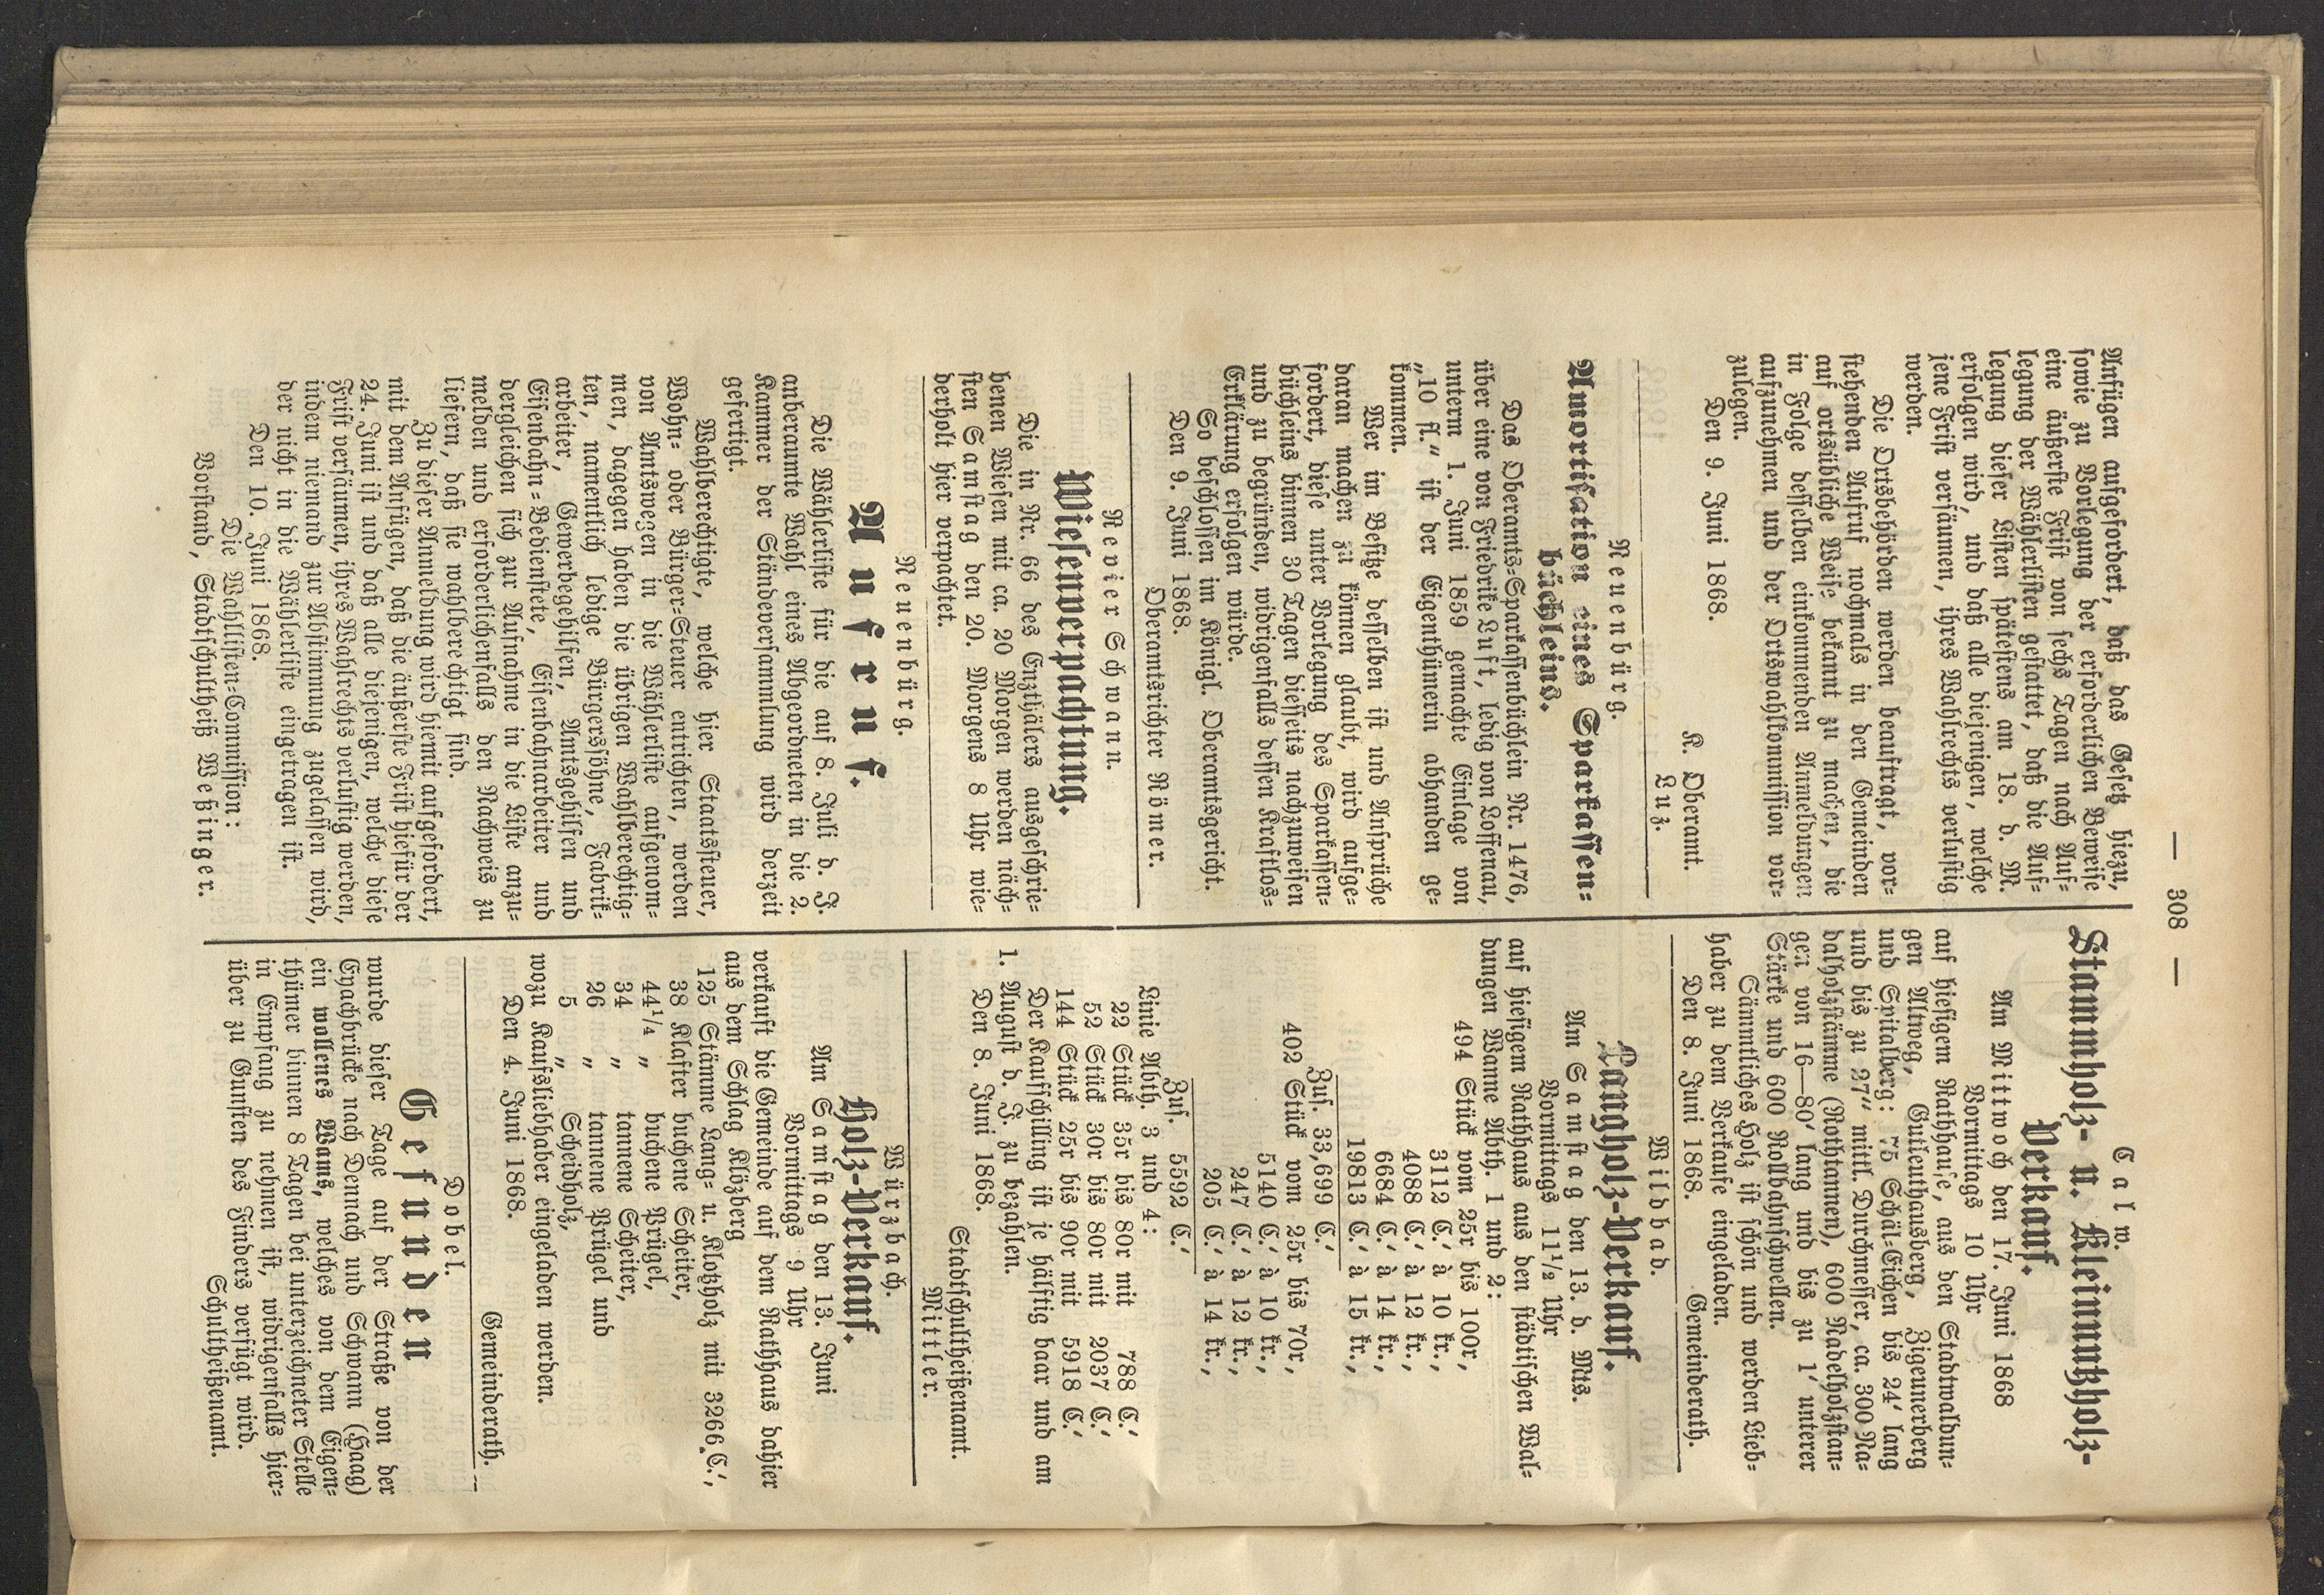 — 308 —
Anfügen aufgefordert, daß das Gesetz hiezu,
sowie zu Vorlegung der erforderlichen Beweise
eine äußerste Frist von sechs Tagen nach Auf-
legung der Wählerlisten gestattet, daß die Auf-
legung dieser Listen spätestens am 18. d. M.
erfolgen wird, und daß alle diejenigen, welche
jene Frist versäumen, ihres Wahlrechts verlustig
werden.
Die Ortsbehörden werden beauftragt, vor-
stehenden Aufruf nochmals in den Gemeinden
auf ortsübliche Weise bekannt zu machen, die
in Folge desselben einkommenden Anmeldungen
aufzunehmen und der Ortswahlkommission vor-
zulegen.
Den 9. Juni 1868.
K. Oberamt.
Luz.
Neuenbürg.
Amortisation eines Sparkassen-
büchleins.
Das Oberamts-Sparkassenbüchlein Nr. 1476,
über eine von Friedrike Luft, ledig von Loffenau,
unterm 1. Juni 1859 gemachte Einlage von
„10 fl.“ ist der Eigenthümerin abhanden ge-
kommen.
Wer im Besitze desselben ist und Ansprüche
daran machen zu können glaubt, wird aufge-
fordert, diese unter Vorlegung des Sparkassen-
büchleins binnen 30 Tagen diesseits nachzuweisen
und zu begründen, widrigenfalls dessen Kraftlos-
Erklärung erfolgen würde.
So beschlossen im Königl. Oberamtsgericht.
Den 9. Juni 1868.
Oberamtsrichter Römer.
Revier Schwann.
Wiesenverpachtung.
Die in Nr. 66 des Enzthälers ausgeschrie-
benen Wiesen mit ca. 20 Morgen werden näch-
sten Samstag den 20. Morgens 8 Uhr wie-
derholt hier verpachtet.
Neuenbürg.
Aufruf.
Die Wählerliste für die auf 8. Juli d. J.
anberaumte Wahl eines Abgeordneten in die 2.
Kammer der Ständeversammlung wird derzeit
gefertigt.
Wahlberechtigte, welche hier Staatssteuer,
Wohn- oder Bürger-Steuer entrichten, werden
von Amtswegen in die Wählerliste aufgenom-
men, dagegen haben die übrigen Wahlberechtig-
ten, namentlich ledige Bürgerssöhne, Fabrik-
arbeiter, Gewerbegehilfen, Amtsgehilfen und
Eisenbahn-Bedienstete, Eisenbahnarbeiter und
dergleichen sich zur Aufnahme in die Liste anzu-
melden und erforderlichenfalls den Nachweis zu
liefern, daß sie wahlberechtigt sind.
Zu dieser Anmeldung wird hiemit aufgefordert,
mit dem Anfügen, daß die äußerste Frist hiefür der
24. Juni ist und daß alle diejenigen, welche diese
Frist versäumen, ihres Wahlrechts verlustig werden,
indem niemand zur Abstimmung zugelassen wird,
der nicht in die Wählerliste eingetragen ist.
Den 10. Juni 1868.
Die Wahllisten-Commission:
Vorstand, Stadtschultheiß Weßinger.
Calw.
Stammholz- u. Kleinnutzholz-
Verkauf.
Am Mittwoch den 17. Juni 1868
Vormittags 10 Uhr
auf hiesigem Rathhause, aus den Stadtwaldun-
gen Altweg, Gutleuthausberg, Zigeunerberg
und Spitalberg: 75 Schäl-Eichen bis 24′ lang
und bis zu 27″ mittl. Durchmesser, ca. 300 Na-
delholzstämme (Rothtannen), 600 Nadelholzstan-
gen von 16—80′ lang und bis zu 1′ unterer
Stärke und 600 Rollbahnschwellen.
Sämmtliches Holz ist schön und werden Lieb-
haber zu dem Verkaufe eingeladen.
Den 8. Juni 1868.
Gemeinderath.
Wildbad.
Langholz-Verkauf.
Am Samstag den 13. d. Mts.
Vormittags 11½ Uhr
auf hiesigem Rathhaus aus den städtischen Wal-
dungen Wanne Abth. 1 und 2:
494 Stück vom 25r bis 100r,
3112 C.′ à 10 kr.,
4088 C.′ à 12 kr.,
6684 C.′ à 14 kr.,
19813 C.′ à 15 kr.,
Zus. 33,699 C.′
402 Stück vom 25r bis 70r,
5140 C.′ à 10 kr.,
247 C.′ à 12 kr.,
205 C.′ à 14 kr.,
Zus. 5592 C.′
Linie Abth. 3 und 4:
22 Stück 35r bis 80r mit 788 C.′
52 Stück 30r bis 80r mit 2037 C.′
144 Stück 25r bis 90r mit 5918 C.′
Der Kaufschilling ist je hälftig baar und am
1. August d. J. zu bezahlen.
Den 8. Juni 1868.
Stadtschultheißenamt.
Mittler.
Würzbach.
Holz-Verkauf.
Am Samstag den 13. Juni
Vormittags 9 Uhr
verkauft die Gemeinde auf dem Rathhaus dahier
aus dem Schlag Klözberg
125 Stämme Lang- u. Klotzholz mit 3266 C.′,
38 Klafter buchene Scheiter,
44¼ „ buchene Prügel,
34 „ tannene Scheiter,
26 „ tannene Prügel und
5 „ Scheidholz,
wozu Kaufsliebhaber eingeladen werden.
Den 4. Juni 1868.
Gemeinderath.
Dobel.
Gefunden
wurde dieser Tage auf der Straße von der
Eyachbrücke nach Dennach und Schwann (Haag)
ein wollenes Wams, welches von dem Eigen-
thümer binnen 8 Tagen bei unterzeichneter Stelle
in Empfang zu nehmen ist, widrigenfalls hier-
über zu Gunsten des Finders verfügt wird.
Schultheißenamt.